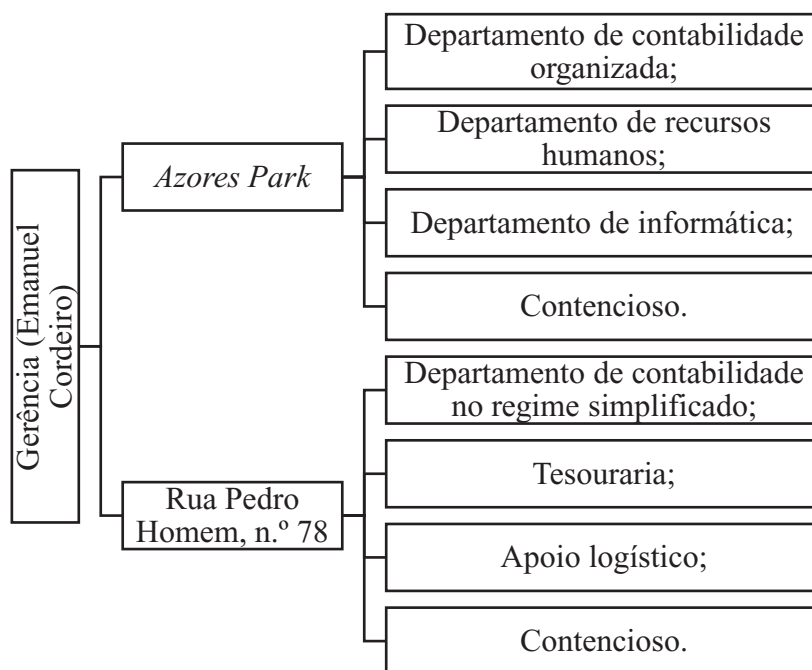 Gerência (Emanuel
Cordeiro)
Azores Park
Departamento de contabilidade
organizada;
Departamento de recursos
humanos;
Departamento de informática;
Contencioso.
Rua Pedro
Homem, n.º 78
Departamento de contabilidade
no regime simplificado;
Tesouraria;
Apoio logístico;
Contencioso.